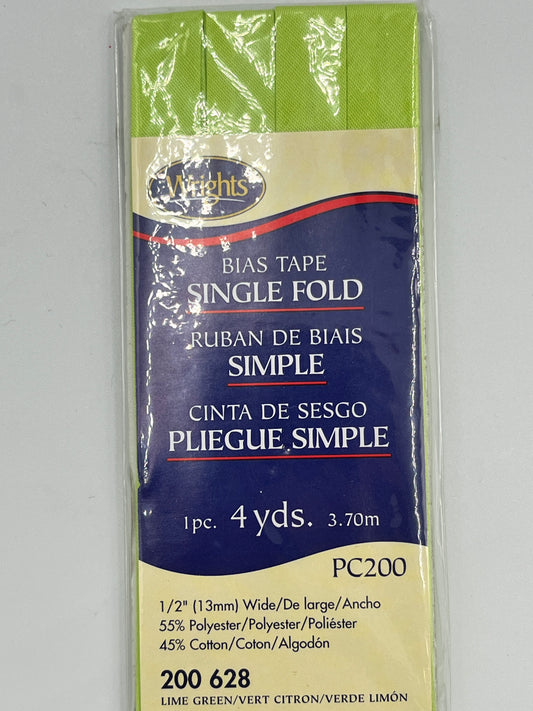 Wrights
BIAS TAPE
SINGLE FOLD
RUBAN DE BIAIS
SIMPLE
CINTA DE SESGO
PLIEGUE SIMPLE
1pc. 4yds. 3.70m
PC200
1/2" (13mm) Wide/De large/Ancho
55% Polyester/Polyester/Poliéster
45% Cotton/Coton/Algodón
200 628
LIME GREEN/VERT CITRON/VERDE LIMÓN